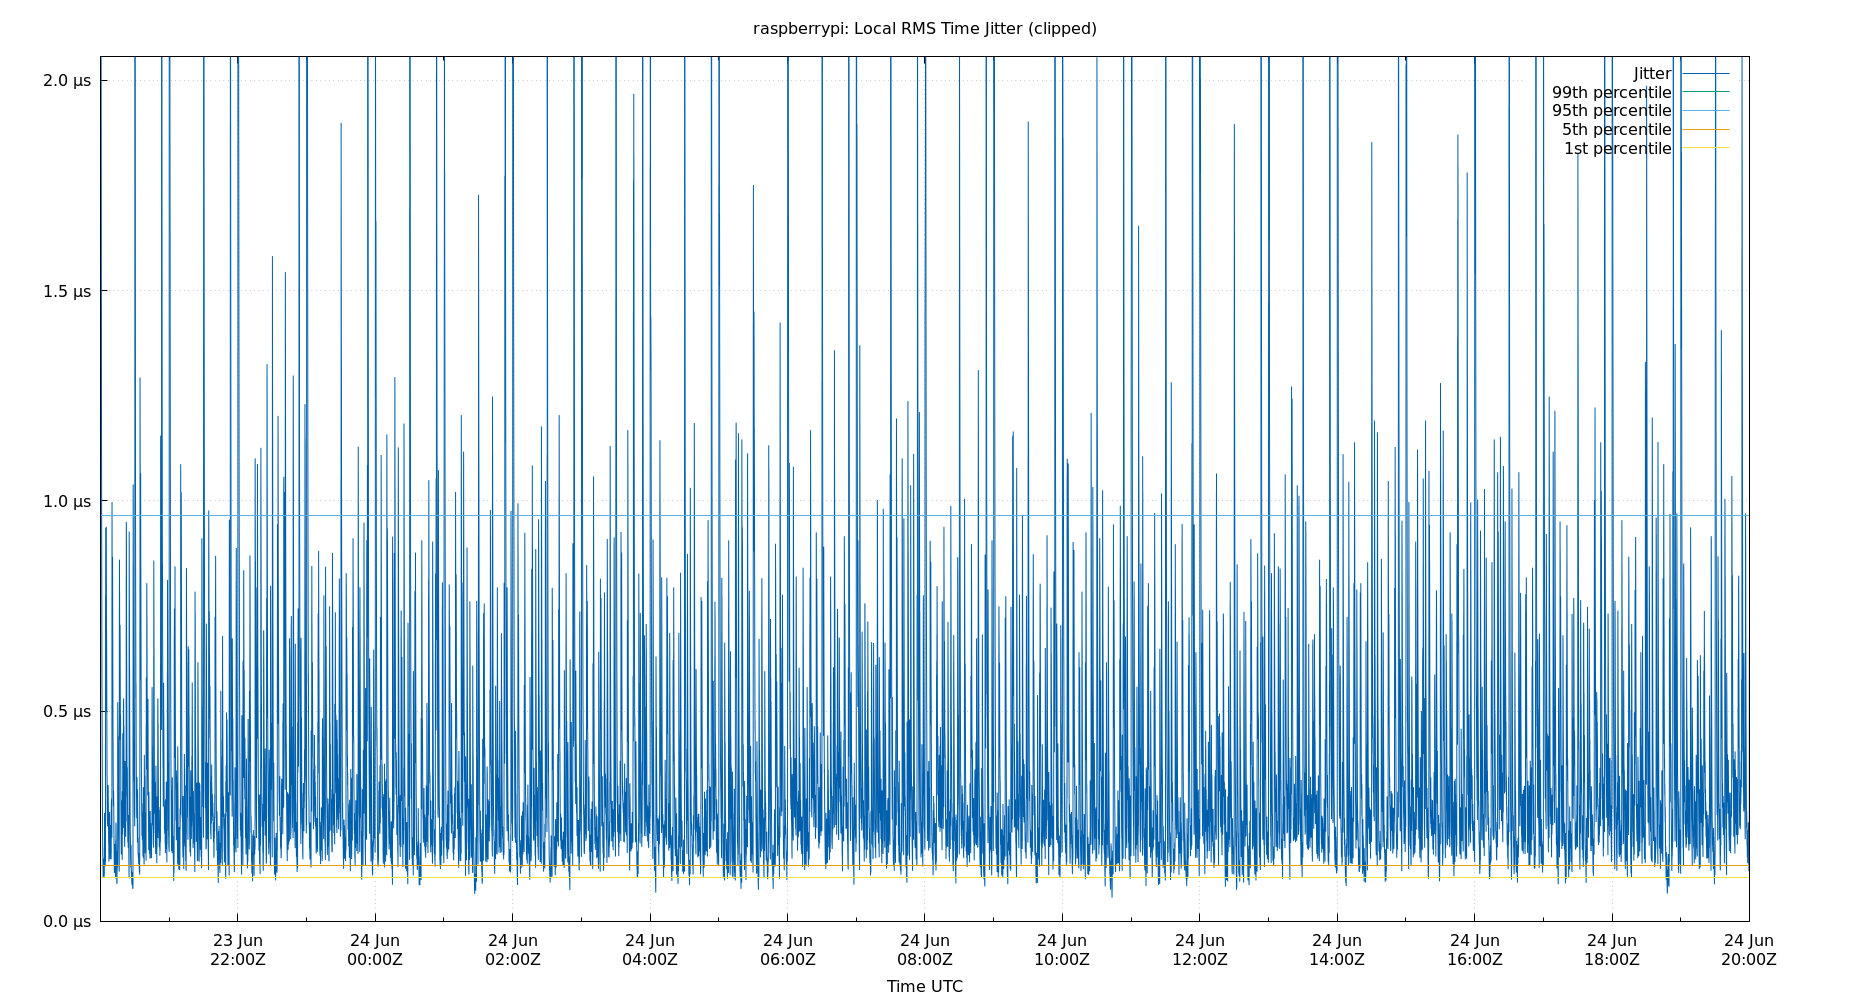 raspberrypi: Local RMS Time Jitter (clipped)
2.0 µs
1.5 µs
1.0 µs
0.5 µs
0.0 µs
Jitter
99th percentile
95th percentile
5th percentile
1st percentile
23 Jun 24 Jun 24 Jun 24 Jun 24 Jun 24 Jun 24 Jun 24 Jun 24 Jun 24 Jun 24 Jun 24 Jun
22:00Z 00:00Z 02:00Z 04:00Z 06:00Z 08:00Z 10:00Z 12:00Z 14:00Z 16:00Z 18:00Z 20:00Z
Time UTC